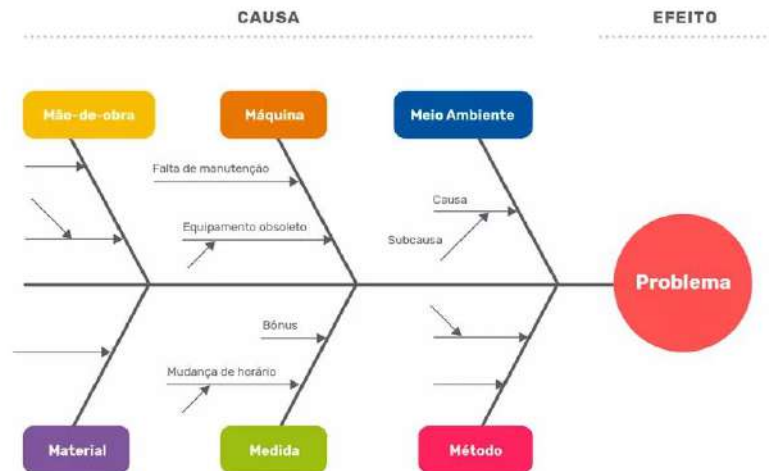 CAUSA
EFEITO
Mão-de-obra
Máquina
Meio Ambiente
Falta de manutenção
Causa
Equipamento obsoleto
Subcausa
Problema
Bônus
Mudança de horário
Material
Medida
Método